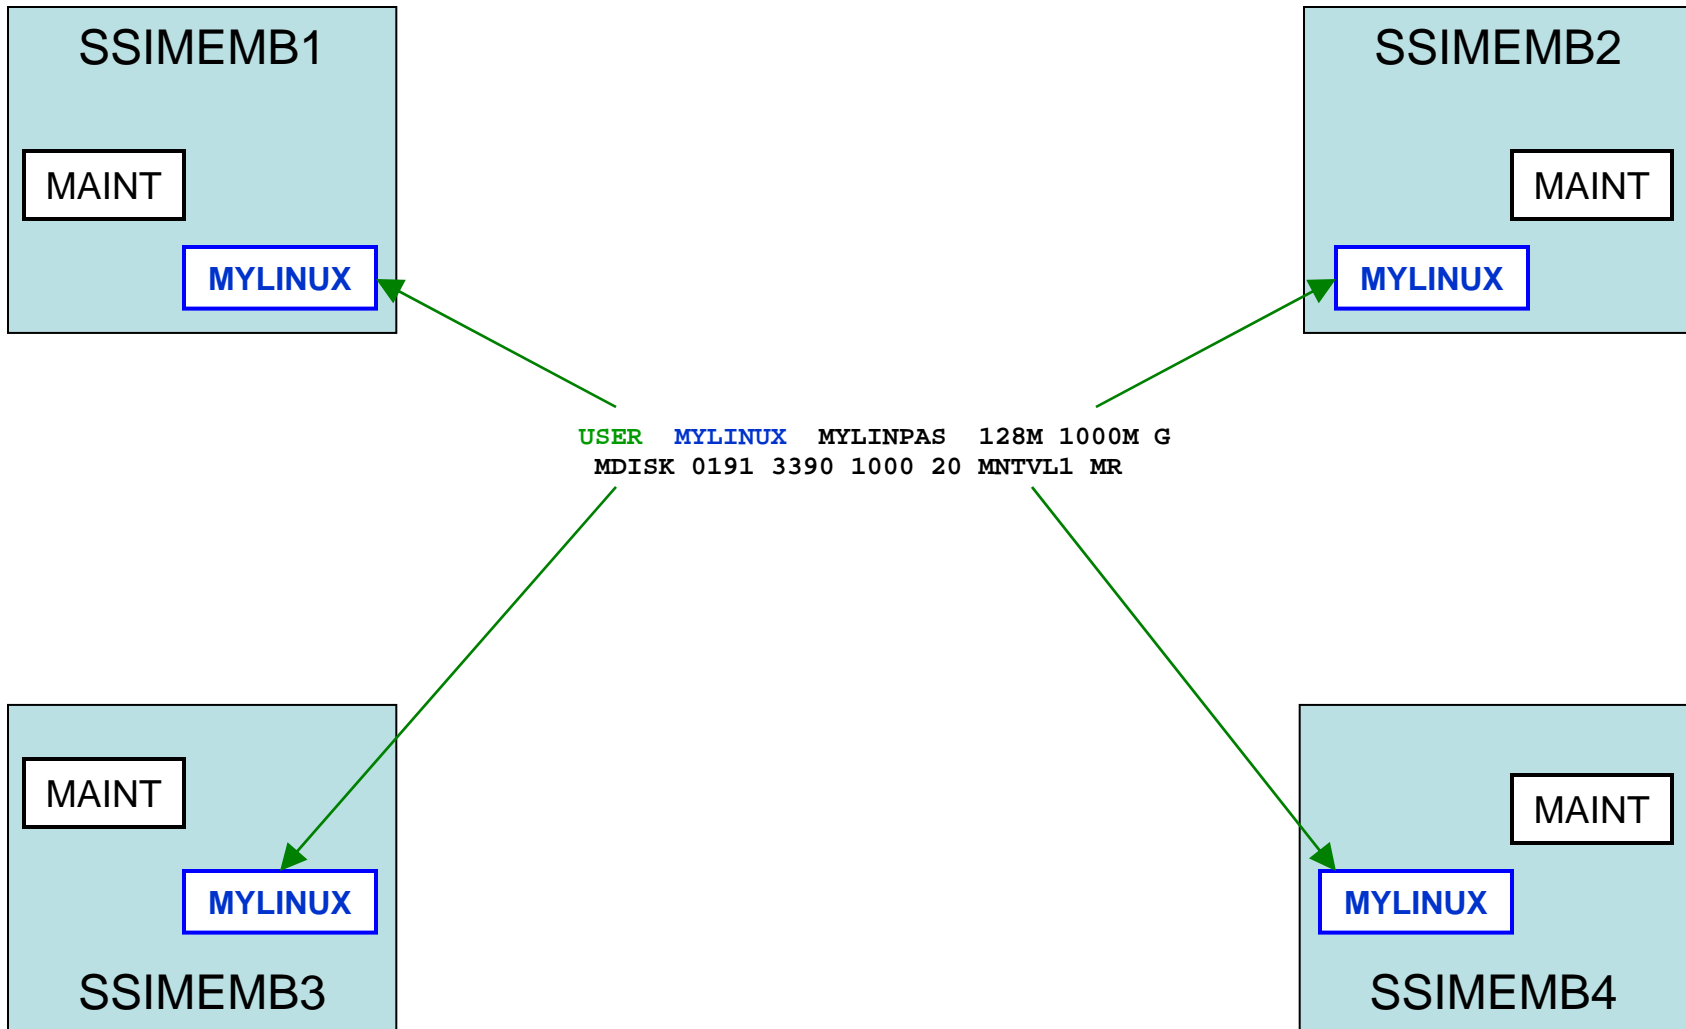 SSIMEMB1
SSIMEMB2
MAINT
MAINT
MYLINUX
MYLINUX
USER MYLINUX MYLINPAS 128M 1000M G
MDISK 0191 3390 1000 20 MNTVL1 MR
MAINT
MAINT
MYLINUX
MYLINUX
SSIMEMB3
SSIMEMB4